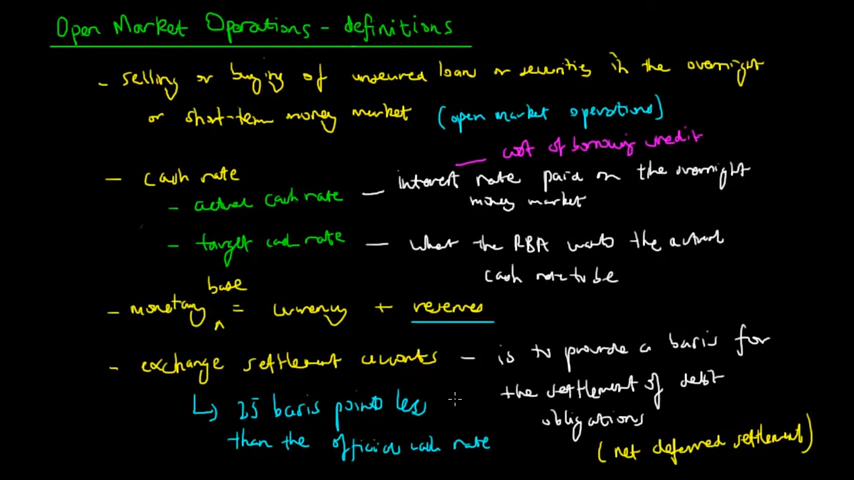 Open Market Operations - definitions
- selling or buying of unsecured loan or securities in the overnight
or short-term money market (open market operations)
— cost of borrowing credit
- cash rate
- actual cash rate — interest rate paid on the overnight
money market
- target cash rate — what the RBA wants the actual
cash rate to be
base
- monetary ^ = currency + reserves
- exchange settlement accounts - is to provide a basis for
the settlement of debt
obligations
↳ 25 basis points less
than the official cash rate
(net deferred settlement)